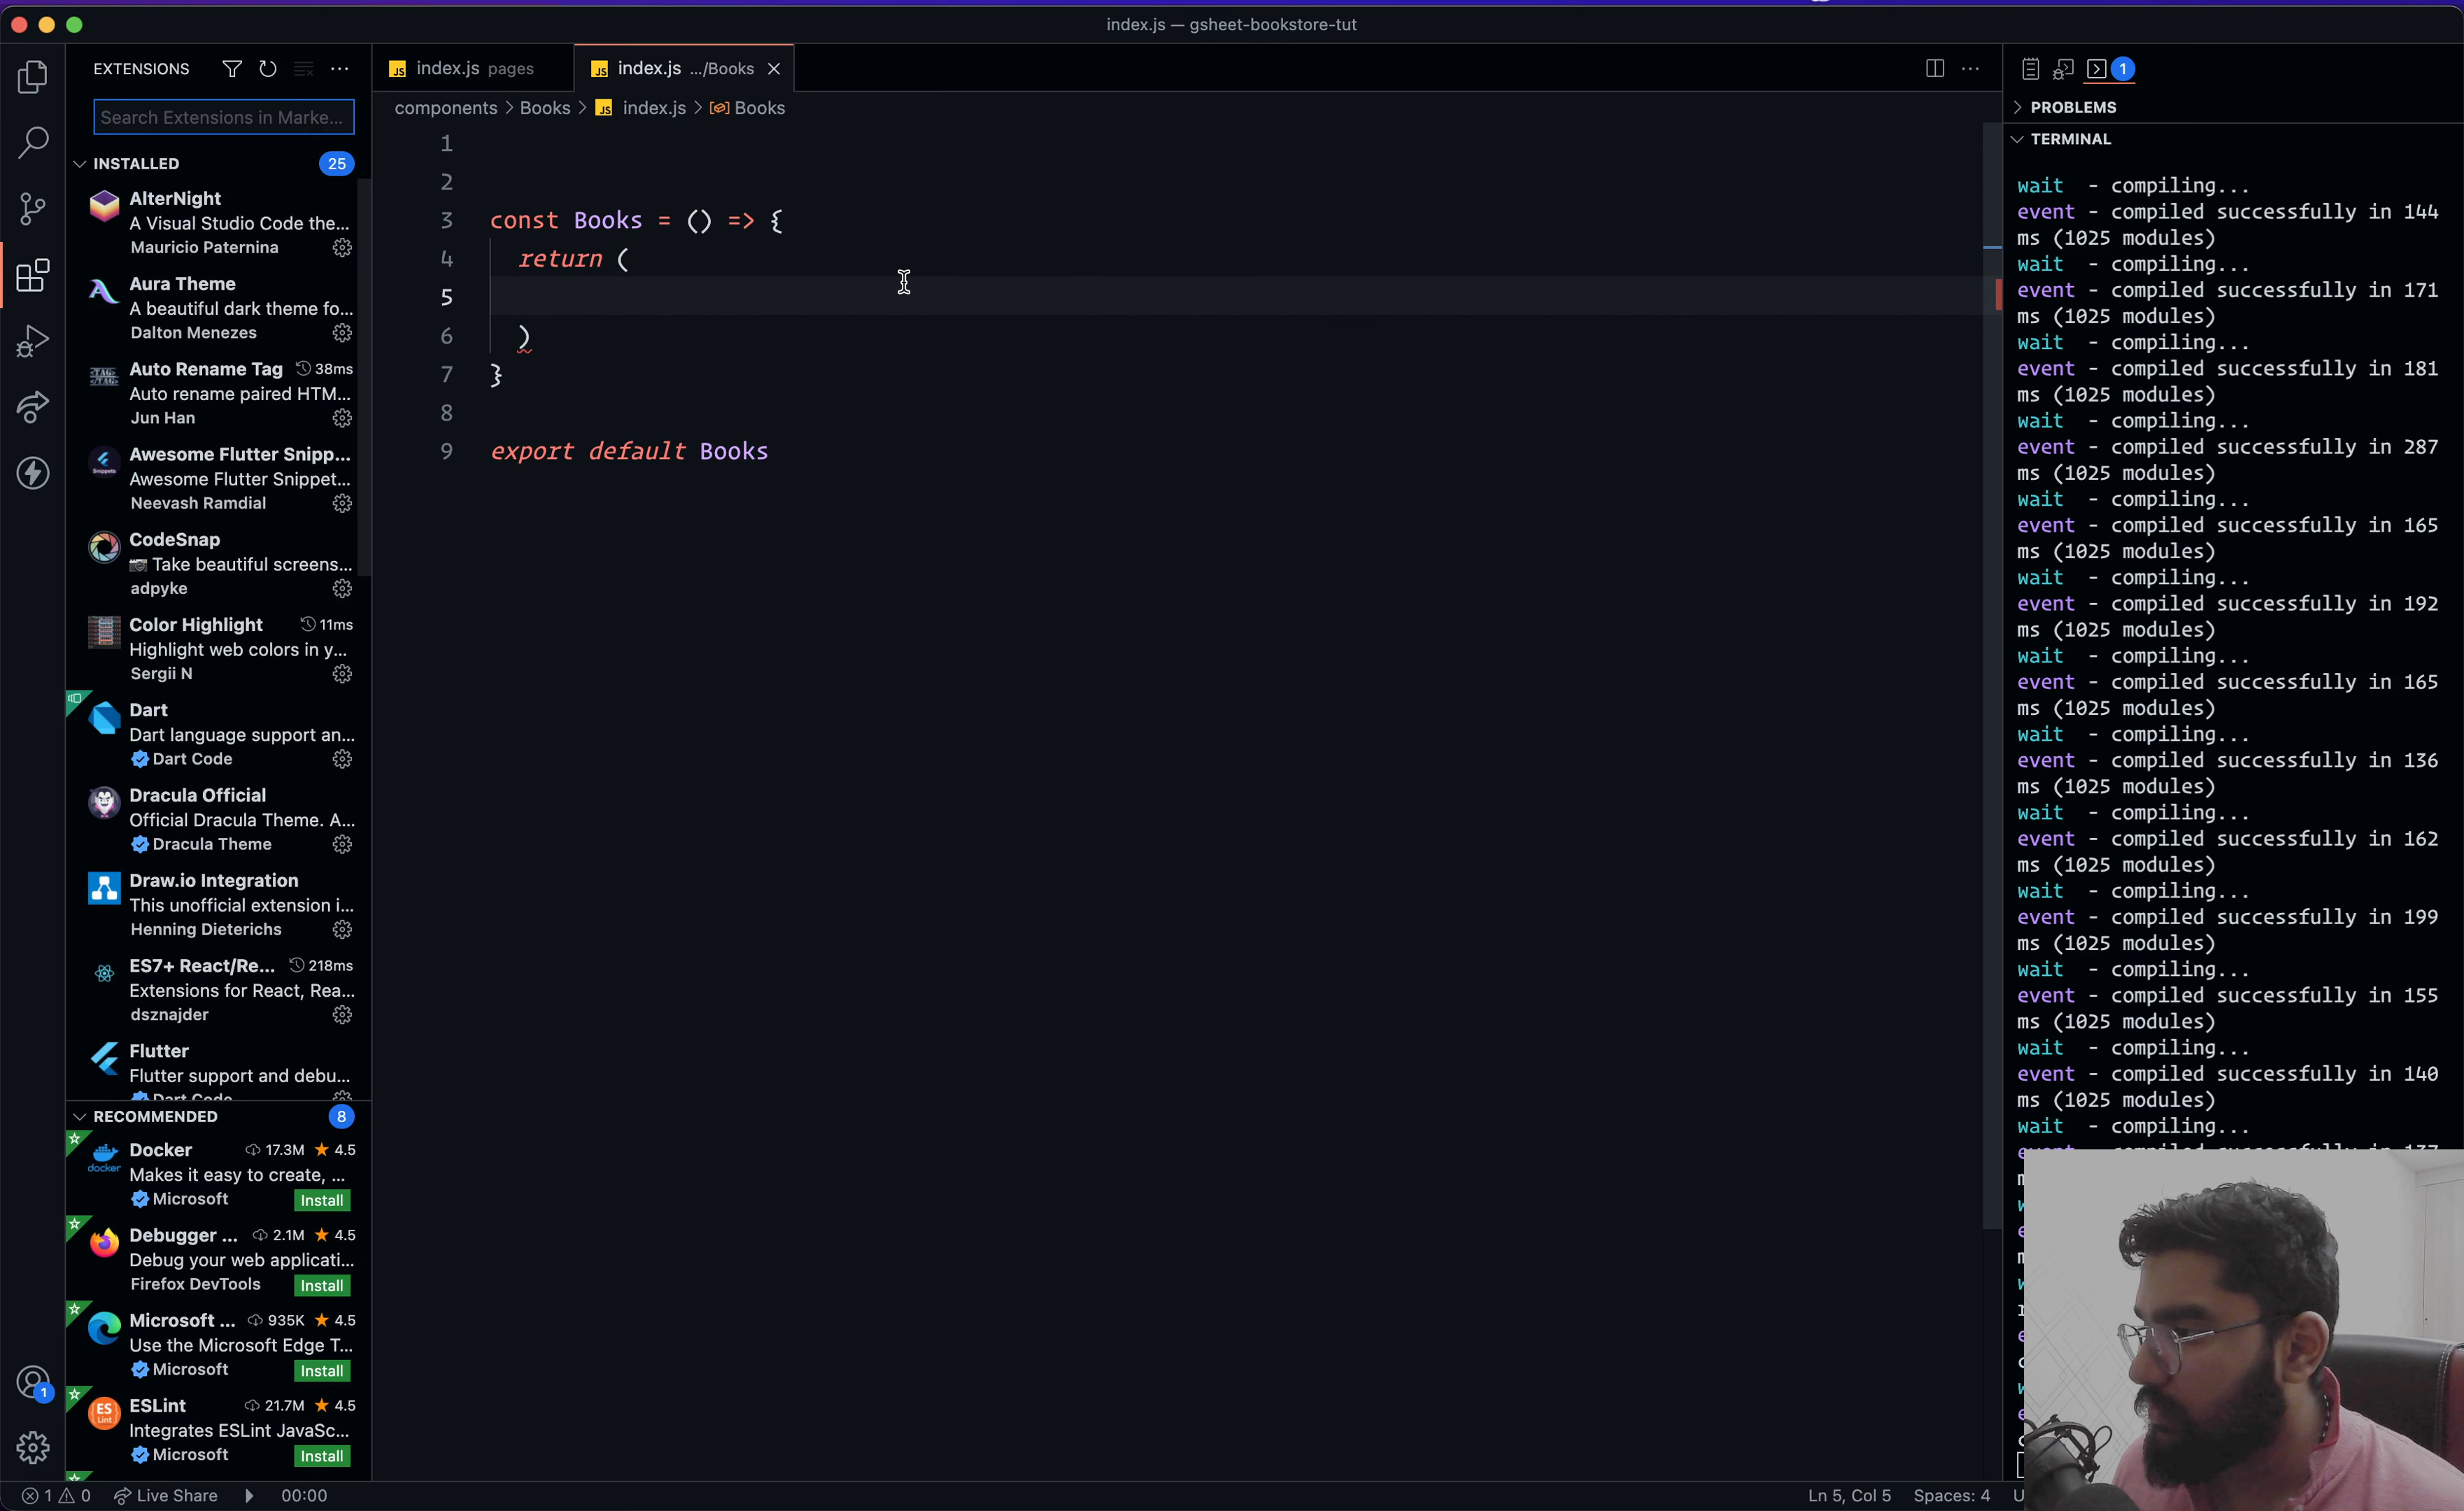 index.js — gsheet-bookstore-tut
EXTENSIONS
Search Extensions in Marke...
INSTALLED
25
AlterNight
A Visual Studio Code the...
Mauricio Paternina
Aura Theme
A beautiful dark theme fo...
Dalton Menezes
Auto Rename Tag 38ms
Auto rename paired HTM...
Jun Han
Awesome Flutter Snipp...
Awesome Flutter Snippet...
Neevash Ramdial
CodeSnap
Take beautiful screens...
adpyke
Color Highlight 11ms
Highlight web colors in y...
Sergii N
Dart
Dart language support an...
Dart Code
Dracula Official
Official Dracula Theme. A...
Dracula Theme
Draw.io Integration
This unofficial extension i...
Henning Dieterichs
ES7+ React/Re... 218ms
Extensions for React, Rea...
dsznajder
Flutter
Flutter support and debu...
Dart Code
RECOMMENDED
8
Docker 17.3M 4.5
Makes it easy to create, ...
Microsoft Install
Debugger ... 2.1M 4.5
Debug your web applicati...
Firefox DevTools Install
Microsoft ... 935K 4.5
Use the Microsoft Edge T...
Microsoft Install
ESLint 21.7M 4.5
Integrates ESLint JavaSc...
Microsoft Install
JS index.js pages
JS index.js .../Books
components > Books > JS index.js > Books
1
2
3 const Books = () => {
4 return (
5
6 )
7 }
8
9 export default Books
1
PROBLEMS
TERMINAL
wait - compiling...
event - compiled successfully in 144
ms (1025 modules)
wait - compiling...
event - compiled successfully in 171
ms (1025 modules)
wait - compiling...
event - compiled successfully in 181
ms (1025 modules)
wait - compiling...
event - compiled successfully in 287
ms (1025 modules)
wait - compiling...
event - compiled successfully in 165
ms (1025 modules)
wait - compiling...
event - compiled successfully in 192
ms (1025 modules)
wait - compiling...
event - compiled successfully in 165
ms (1025 modules)
wait - compiling...
event - compiled successfully in 136
ms (1025 modules)
wait - compiling...
event - compiled successfully in 162
ms (1025 modules)
wait - compiling...
event - compiled successfully in 199
ms (1025 modules)
wait - compiling...
event - compiled successfully in 155
ms (1025 modules)
wait - compiling...
event - compiled successfully in 140
ms (1025 modules)
wait - compiling...
1
1 0 Live Share 00:00
Ln 5, Col 5 Spaces: 4